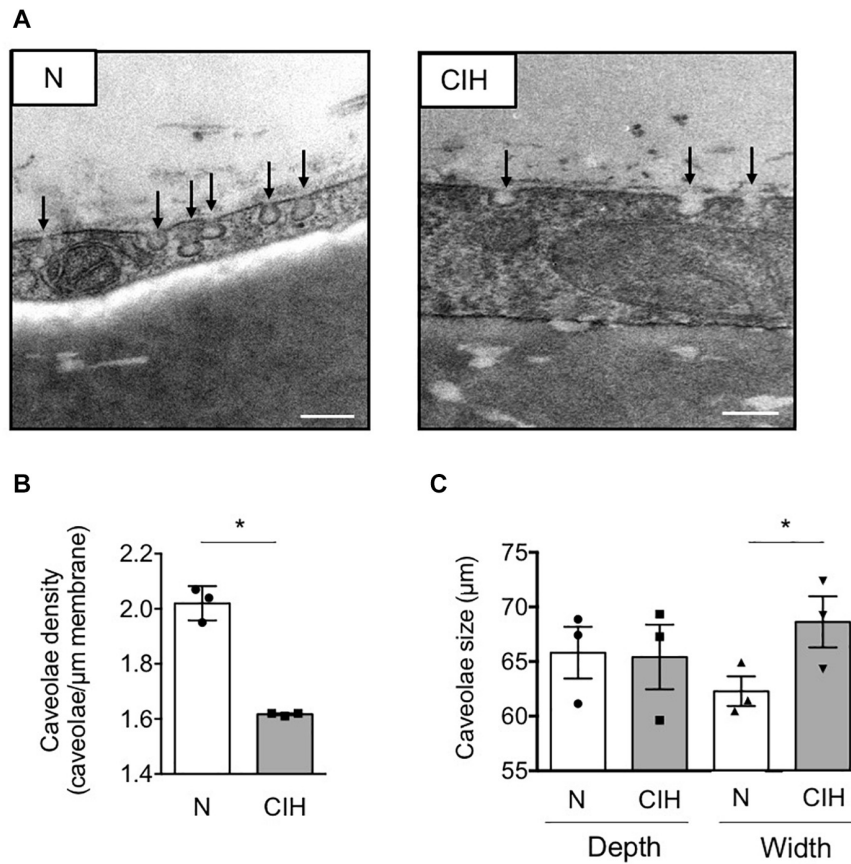 A
N
CIH
B
C
*
Caveolae density
(caveolae/µm membrane)
2.2
2.0
1.8
1.6
1.4
N
CIH
*
Caveolae size (µm)
75
70
65
60
55
N
CIH
N
CIH
Depth
Width